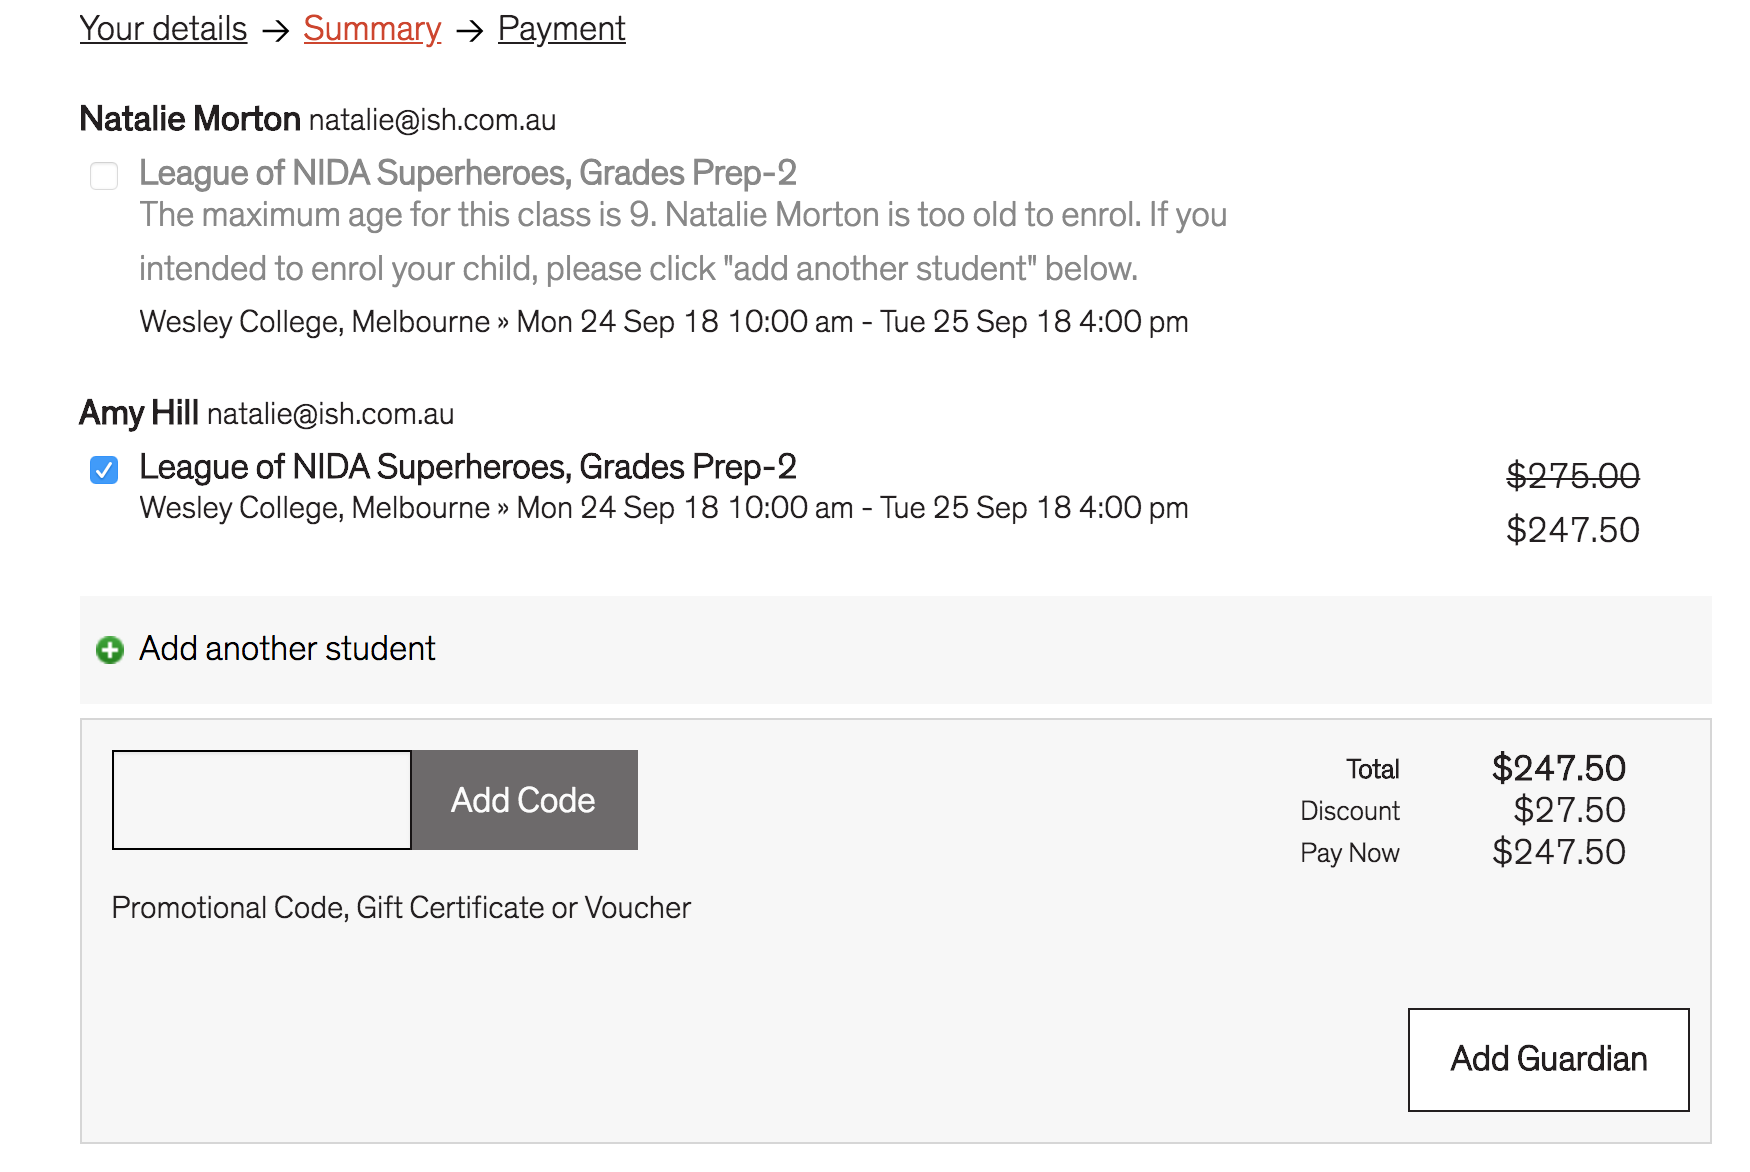 Your details → Summary → Payment
Natalie Morton natalie@ish.com.au
League of NIDA Superheroes, Grades Prep-2
The maximum age for this class is 9. Natalie Morton is too old to enrol. If you
intended to enrol your child, please click "add another student" below.
Wesley College, Melbourne » Mon 24 Sep 18 10:00 am - Tue 25 Sep 18 4:00 pm
Amy Hill natalie@ish.com.au
League of NIDA Superheroes, Grades Prep-2
$275.00
Wesley College, Melbourne » Mon 24 Sep 18 10:00 am - Tue 25 Sep 18 4:00 pm
$247.50
Add another student
Add Code
Promotional Code, Gift Certificate or Voucher
Total $247.50
Discount $27.50
Pay Now $247.50
Add Guardian